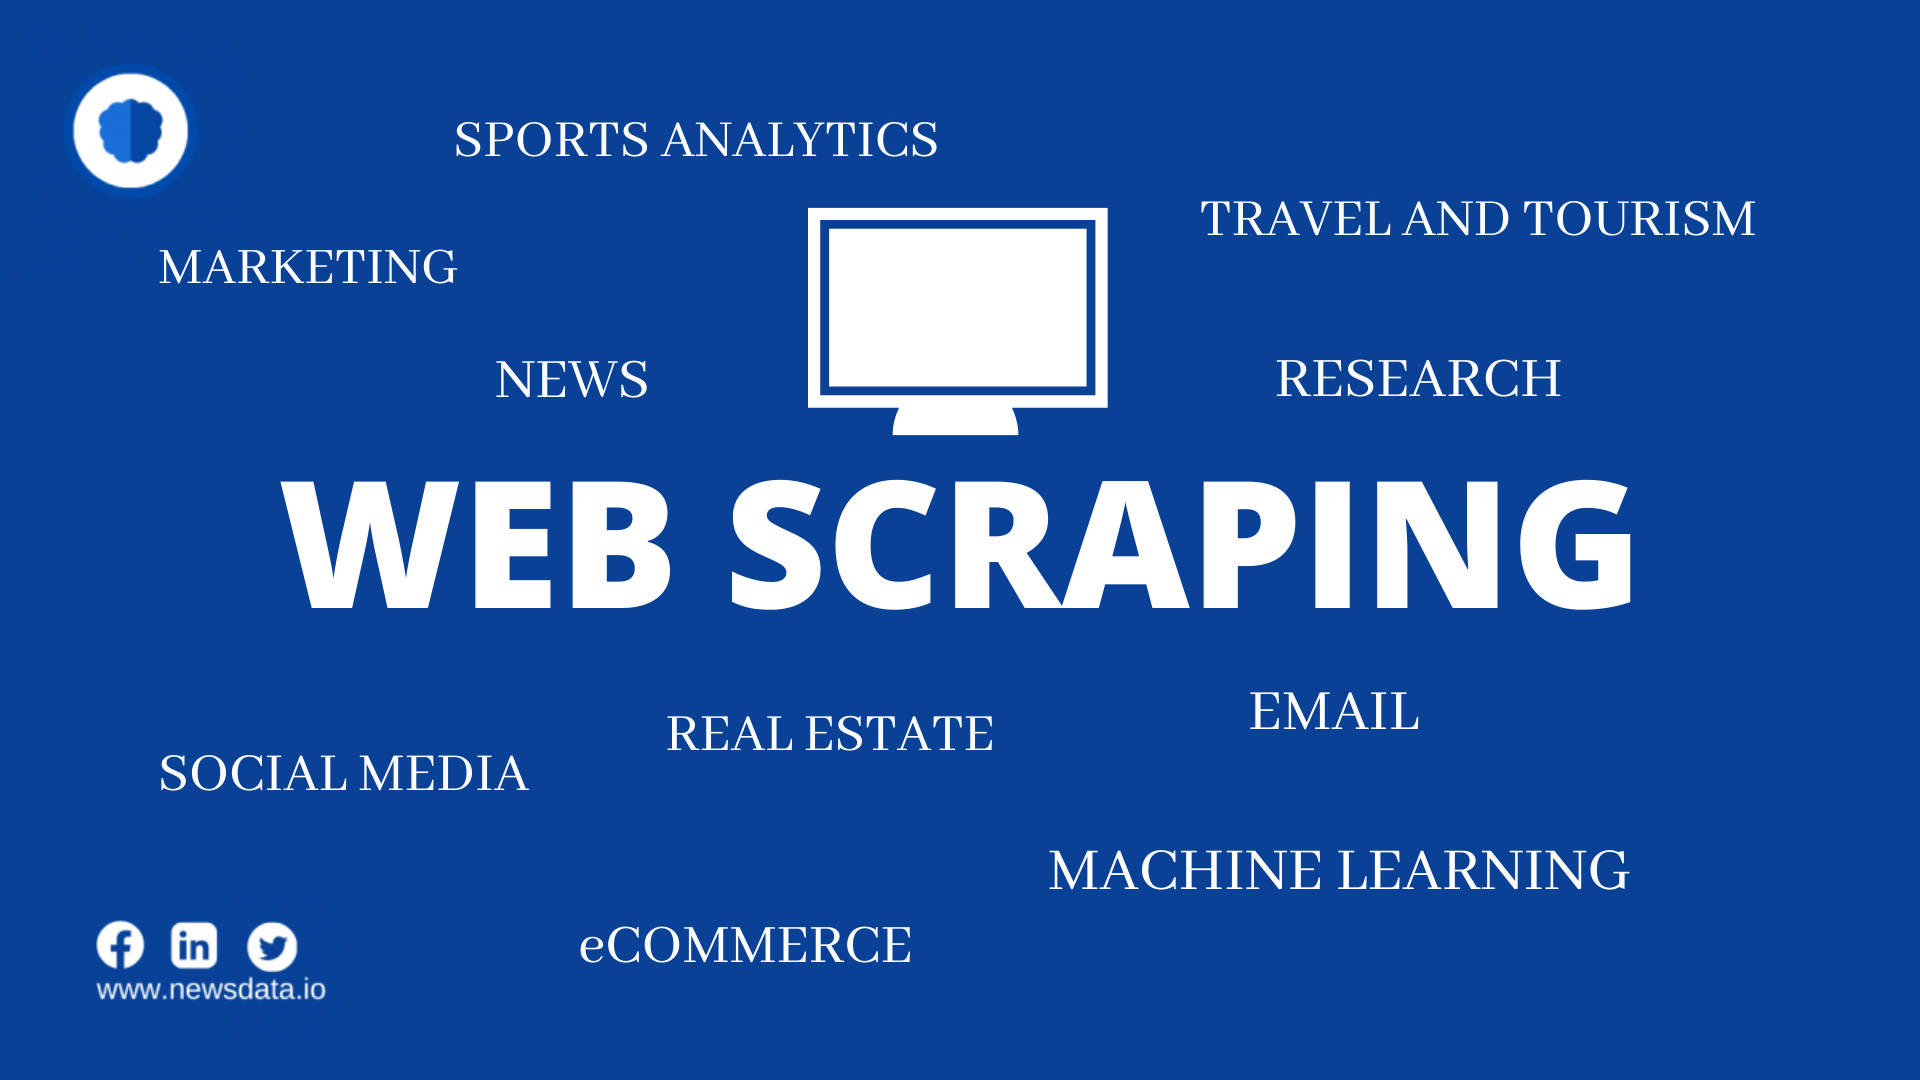 SPORTS ANALYTICS
TRAVEL AND TOURISM
MARKETING
NEWS
RESEARCH
WEB SCRAPING
EMAIL
REAL ESTATE
SOCIAL MEDIA
MACHINE LEARNING
eCOMMERCE
in
www.newsdata.io